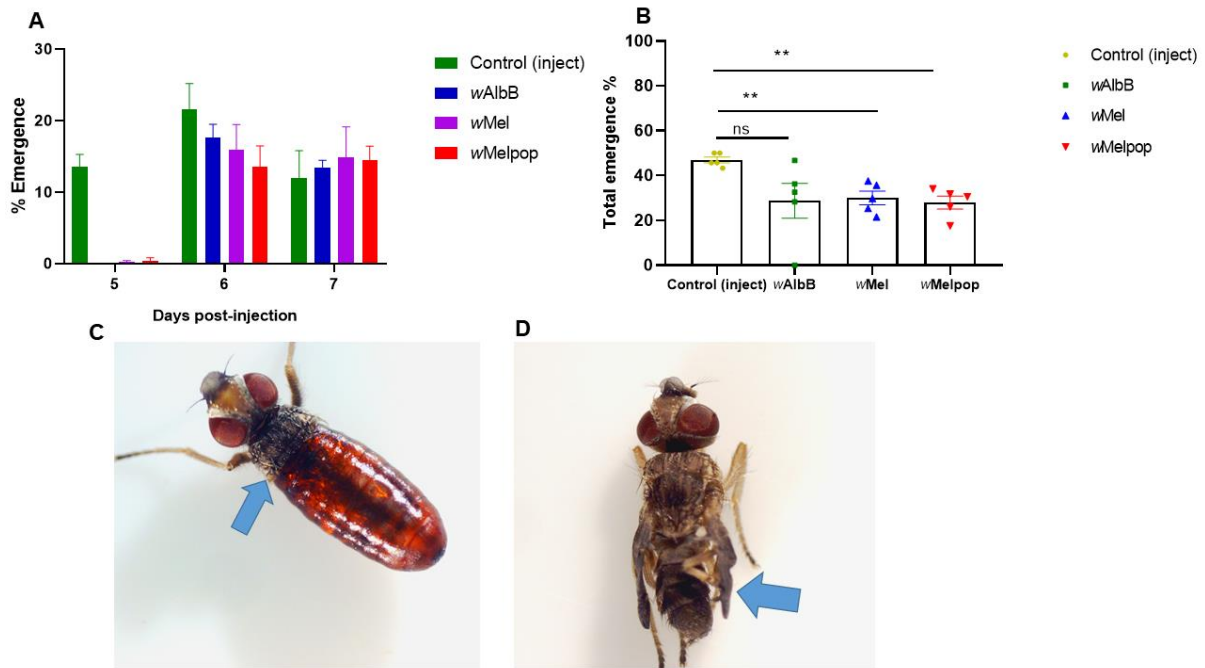 A
30
20
10
0
% Emergence
5
6
7
Days post-injection
Control (inject)
wAlbB
wMel
wMelpop
B
100
80
60
40
20
0
Total emergence %
**
**
ns
Control (inject)
wAlbB
wMel
wMelpop
Control (inject)
wAlbB
wMel
wMelpop
C
D